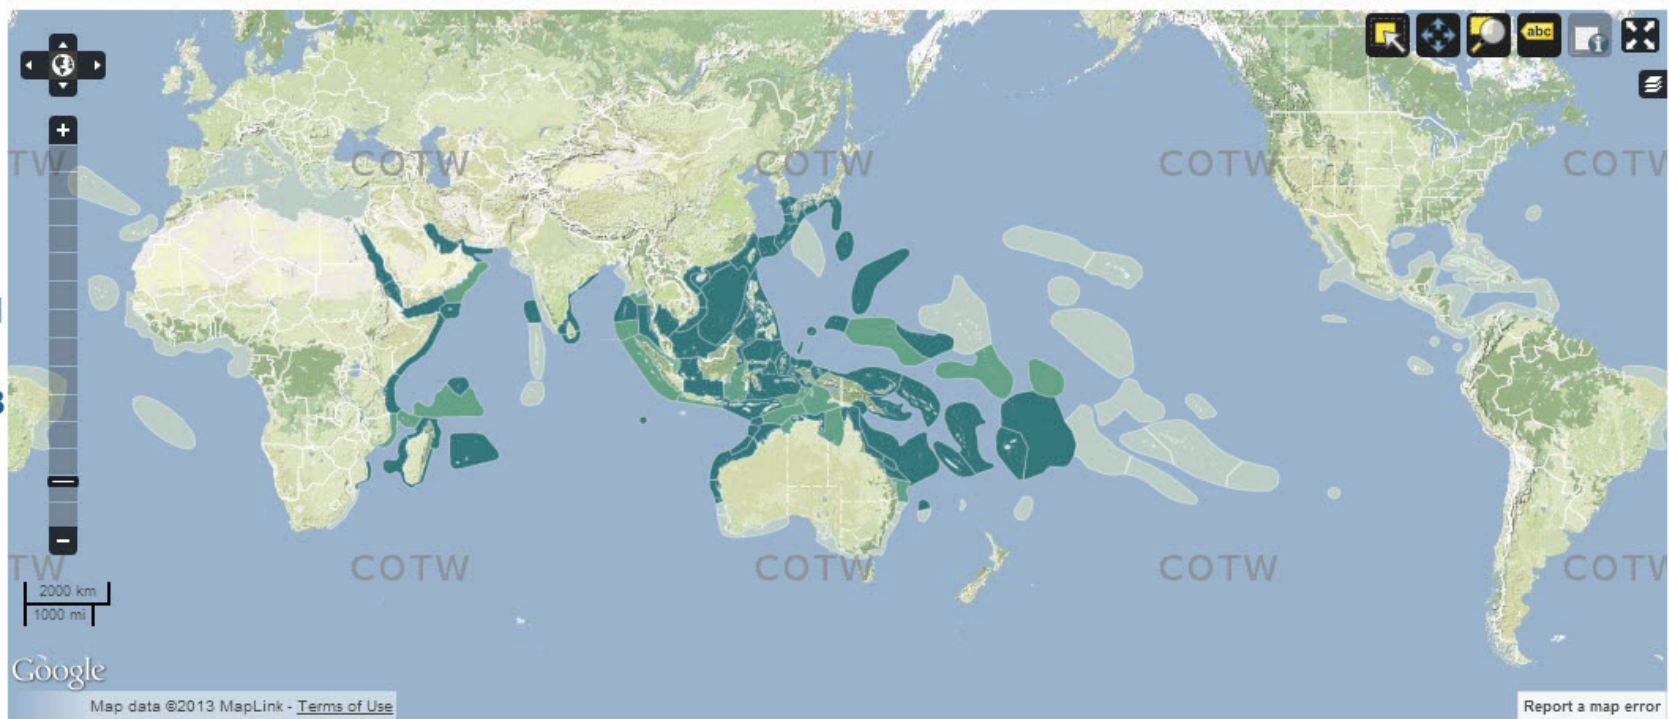 abc
+
TW COTW COTW COTW COTW
−
TW COTW COTW COTW COTW
2000 km
1000 mi
Google
Map data ©2013 MapLink - Terms of Use
Report a map error